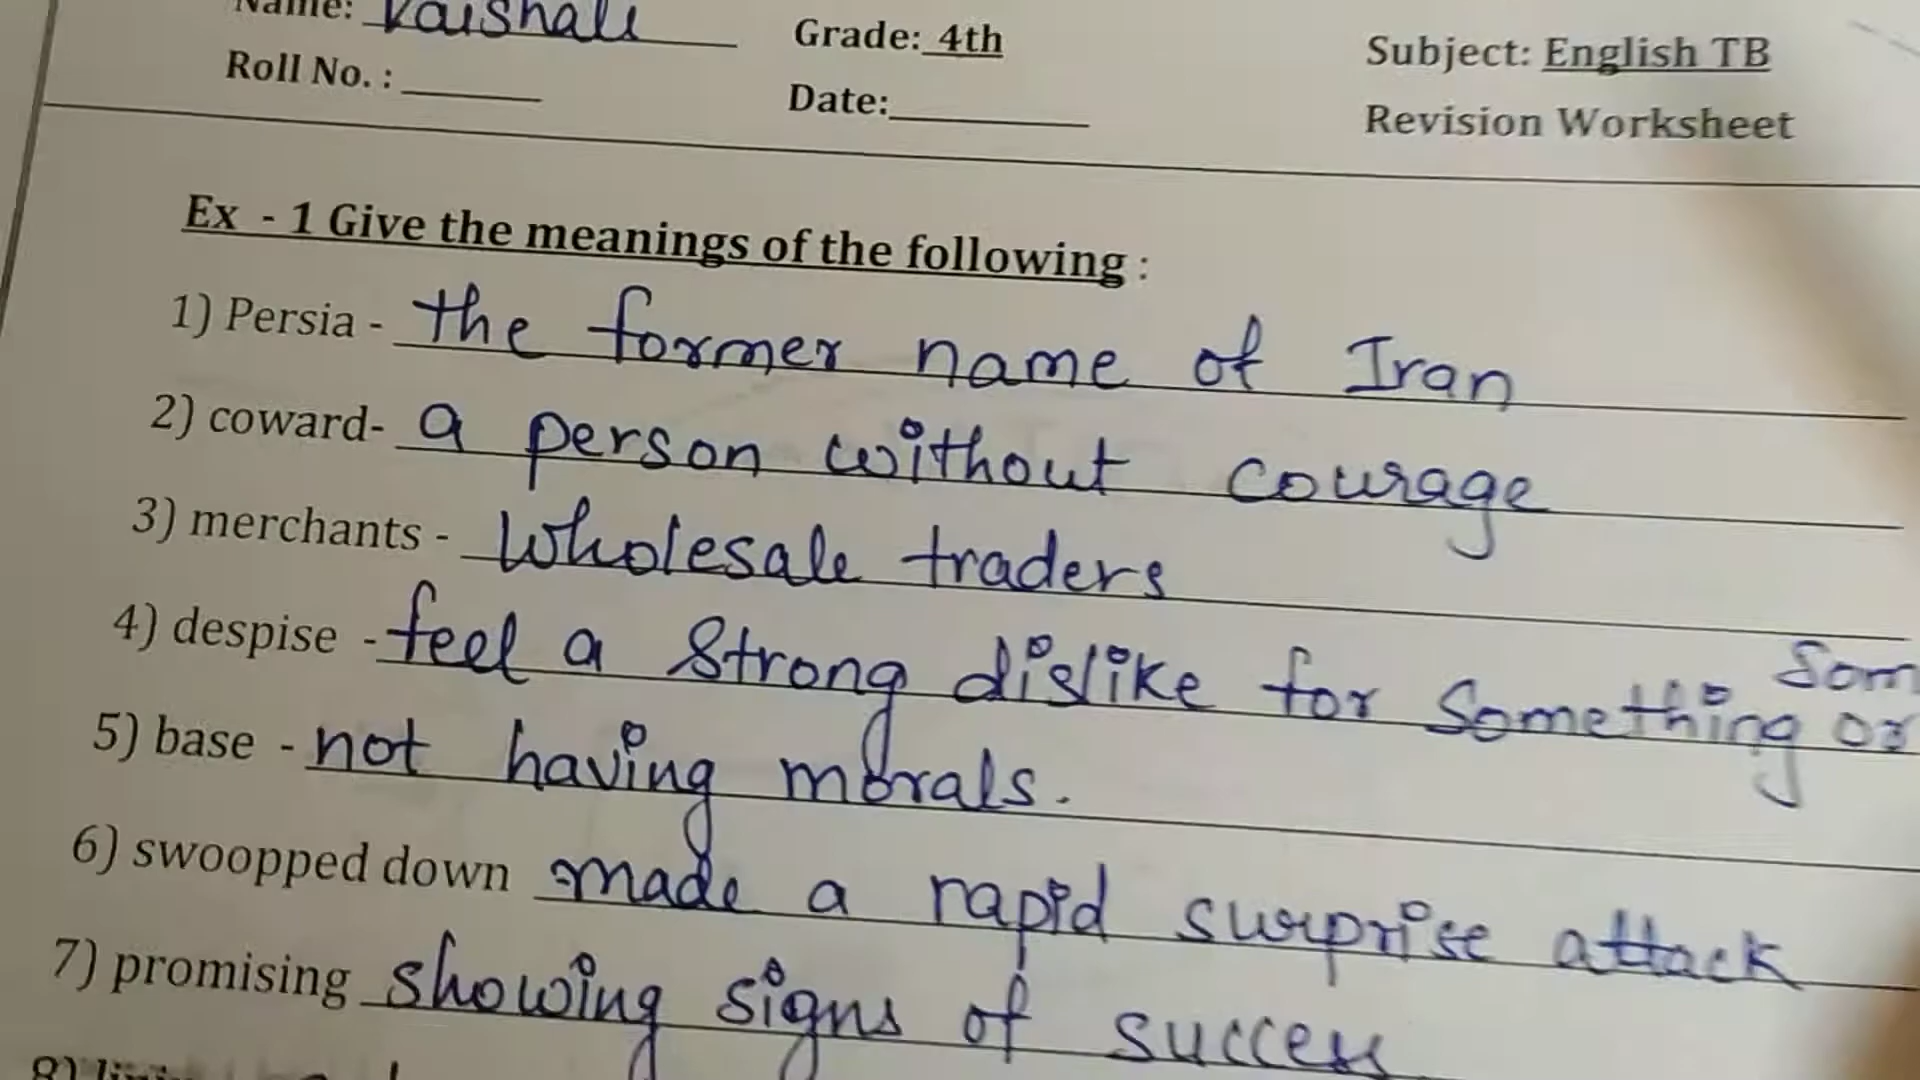 Name: Vaishali Grade: 4th Subject: English TB
Roll No. : Date: Revision Worksheet
Ex - 1 Give the meanings of the following :
1) Persia - the former name of Iran
2) coward- a person without courage
3) merchants - wholesale traders
4) despise - feel a strong dislike for something or
5) base - not having morals.
6) swoopped down made a rapid surprise attack
7) promising showing signs of success
8)